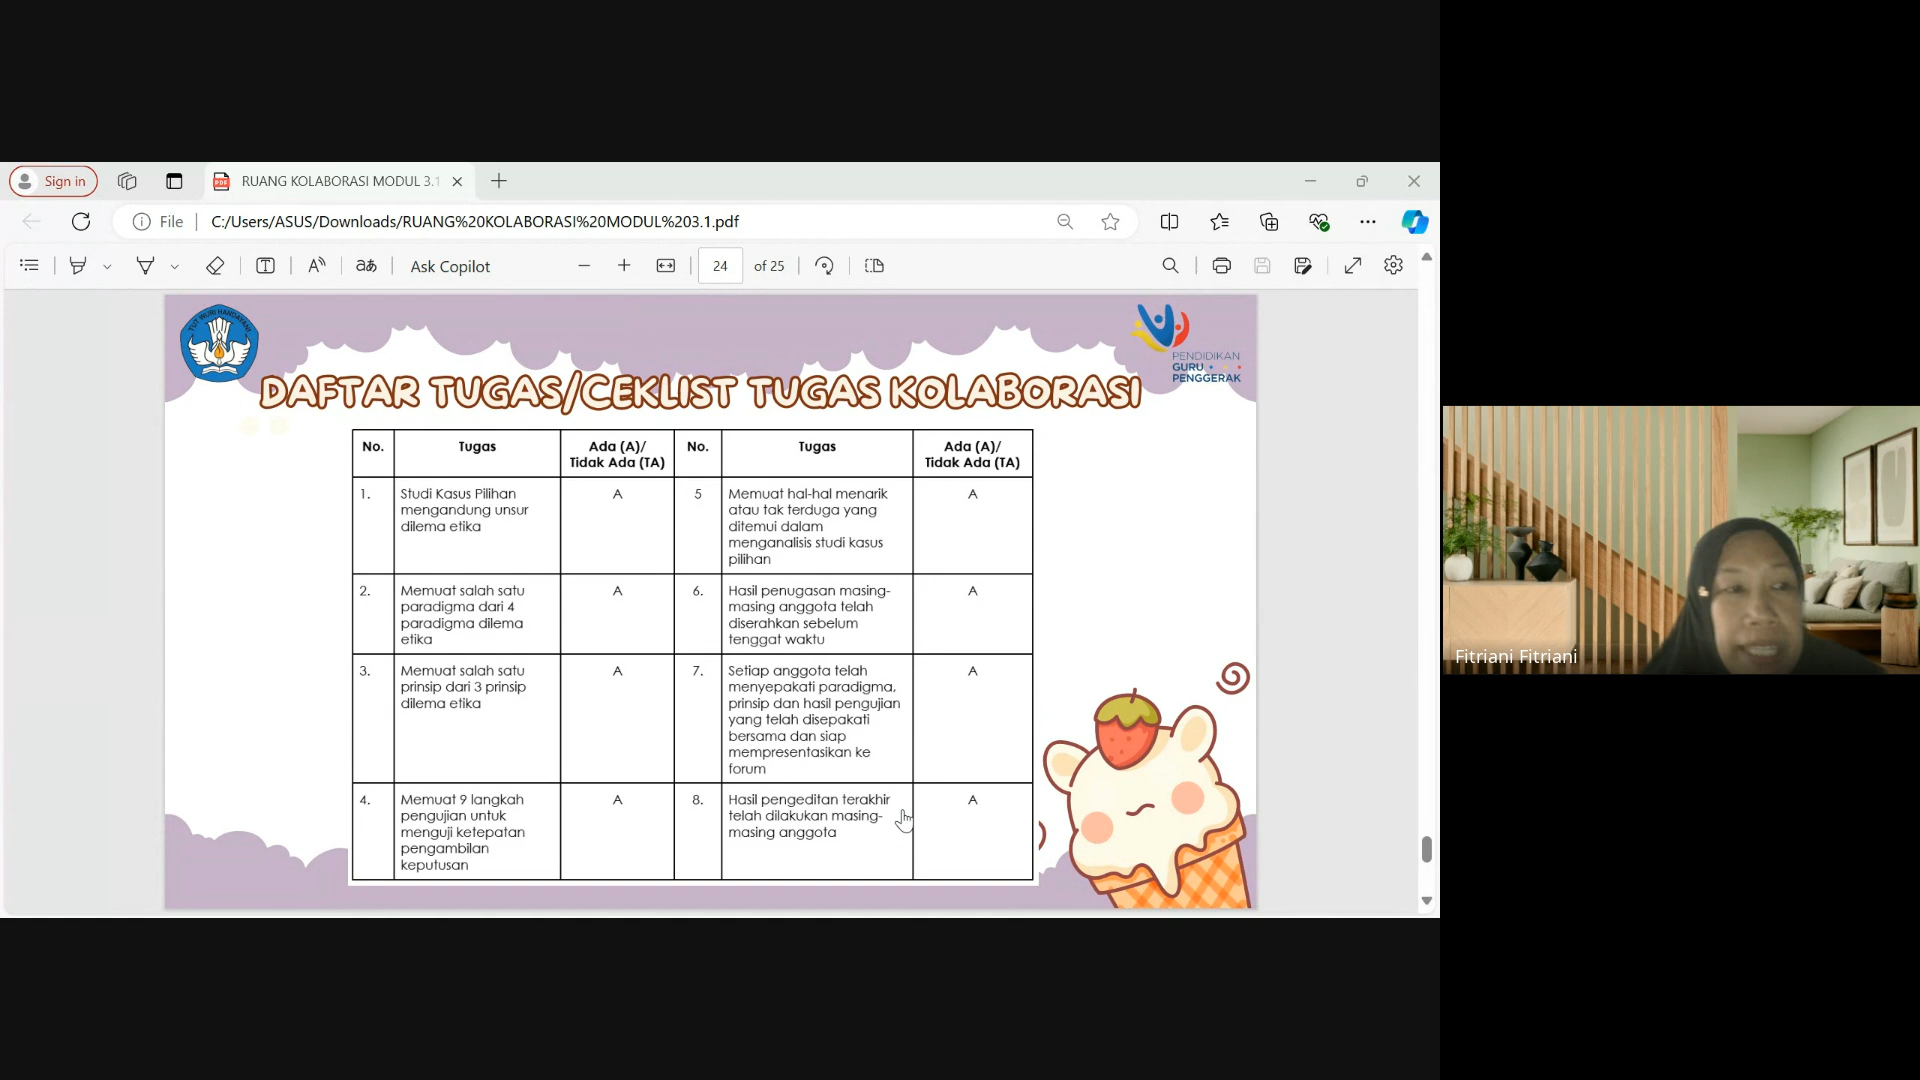 Sign in
RUANG KOLABORASI MODUL 3.1
File
C:/Users/ASUS/Downloads/RUANG%20KOLABORASI%20MODUL%203.1.pdf
Ask Copilot
24
of 25
TUT WURI HANDAYANI
PENDIDIKAN
GURU
PENGGERAK
DAFTAR TUGAS/CEKLIST TUGAS KOLABORASI
No.
Tugas
Ada (A)/
Tidak Ada (TA)
No.
Tugas
Ada (A)/
Tidak Ada (TA)
1.
Studi Kasus Pilihan
mengandung unsur
dilema etika
A
5
Memuat hal-hal menarik
atau tak terduga yang
ditemui dalam
menganalisis studi kasus
pilihan
A
2.
Memuat salah satu
paradigma dari 4
paradigma dilema
etika
A
6.
Hasil penugasan masing-
masing anggota telah
diserahkan sebelum
tenggat waktu
A
3.
Memuat salah satu
prinsip dari 3 prinsip
dilema etika
A
7.
Setiap anggota telah
menyepakati paradigma,
prinsip dan hasil pengujian
yang telah disepakati
bersama dan siap
mempresentasikan ke
forum
A
4.
Memuat 9 langkah
pengujian untuk
menguji ketepatan
pengambilan
keputusan
A
8.
Hasil pengeditan terakhir
telah dilakukan masing-
masing anggota
A
Fitriani Fitriani